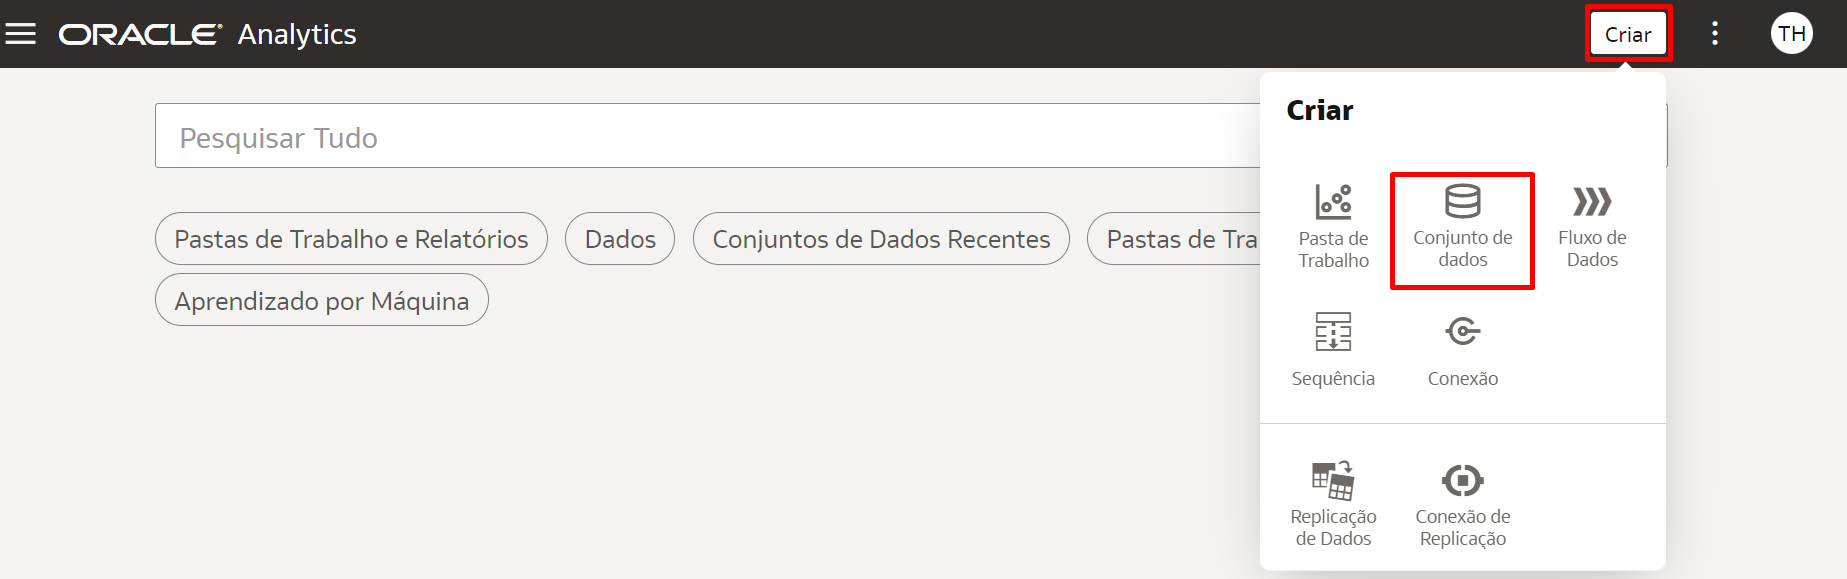 ORACLE® Analytics
Criar
TH
Pesquisar Tudo
Pastas de Trabalho e Relatórios
Dados
Conjuntos de Dados Recentes
Pastas de
Aprendizado por Máquina
Criar
Pasta de
Trabalho
Conjunto de
dados
Fluxo de
Dados
Sequência
Conexão
Replicação
de Dados
Conexão de
Replicação